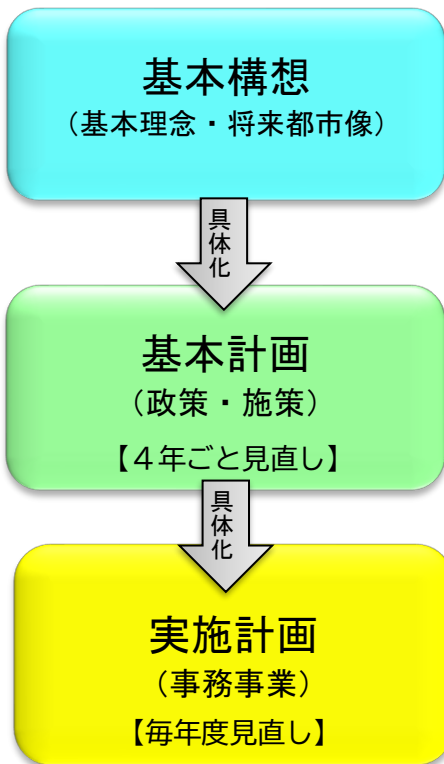 基本構想
（基本理念・将来都市像）
具体化
基本計画
（政策・施策）
【４年ごと見直し】
具体化
実施計画
（事務事業）
【毎年度見直し】